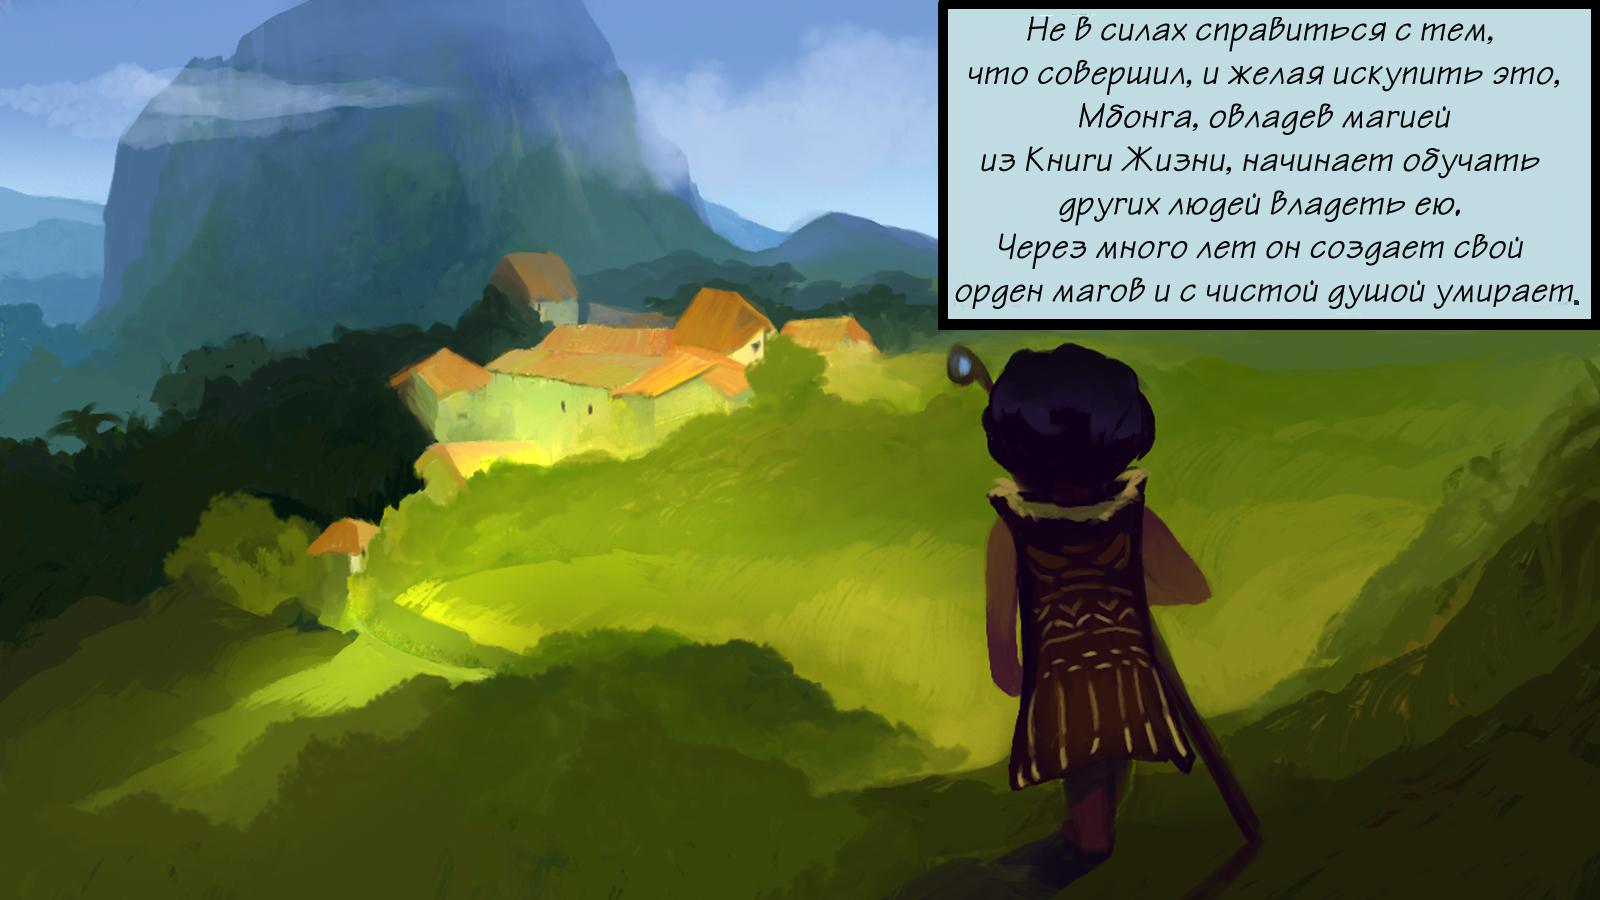 Не в силах справиться с тем,
что совершил, и желая искупить это,
Мбонга, овладев магией
из Книги Жизни, начинает обучать
других людей владеть ею.
Через много лет он создает свой
орден магов и с чистой душой умирает.